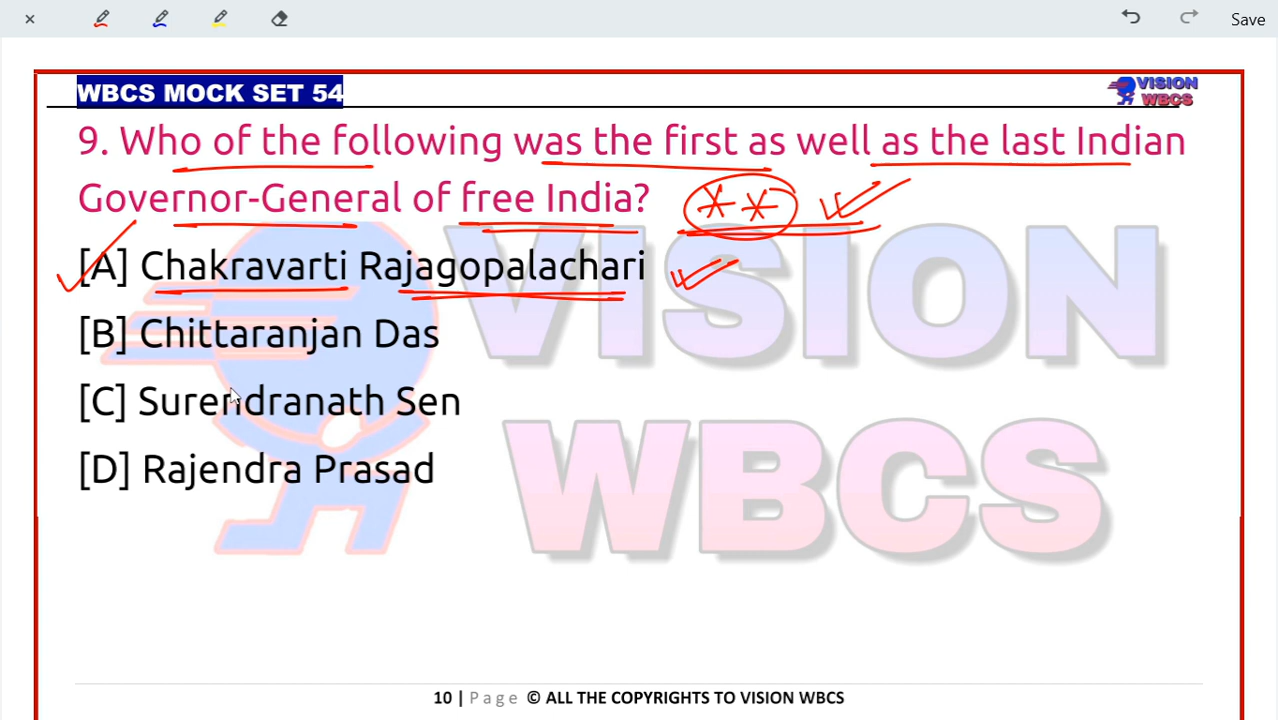 Save
WBCS MOCK SET 54
VISION
WBCS
9. Who of the following was the first as well as the last Indian
Governor-General of free India? **
[A] Chakravarti Rajagopalachari
[B] Chittaranjan Das
[C] Surendranath Sen
[D] Rajendra Prasad
VISION
WBCS
10 | Page © ALL THE COPYRIGHTS TO VISION WBCS